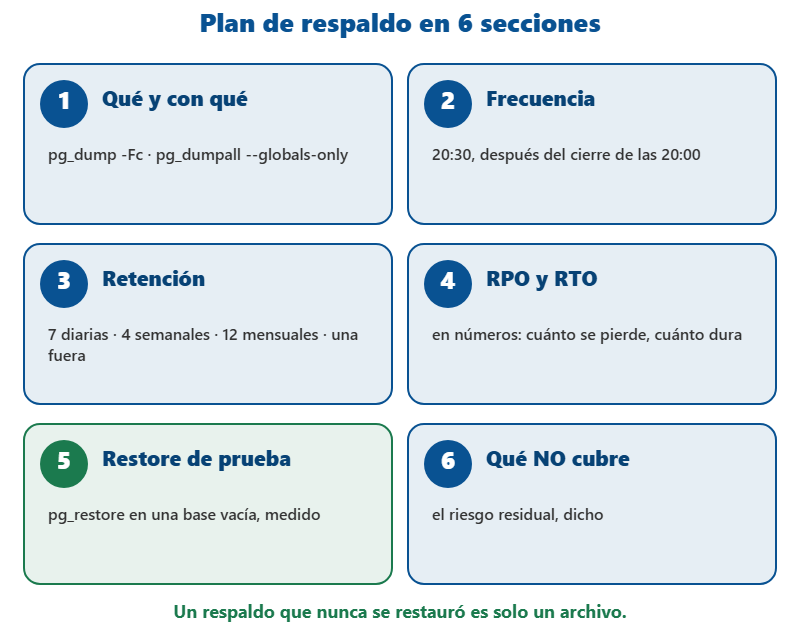 Plan de respaldo en 6 secciones
1 Qué y con qué
pg_dump -Fc · pg_dumpall --globals-only
2 Frecuencia
20:30, después del cierre de las 20:00
3 Retención
7 diarias · 4 semanales · 12 mensuales · una
fuera
4 RPO y RTO
en números: cuánto se pierde, cuánto dura
5 Restore de prueba
pg_restore en una base vacía, medido
6 Qué NO cubre
el riesgo residual, dicho
Un respaldo que nunca se restauró es solo un archivo.